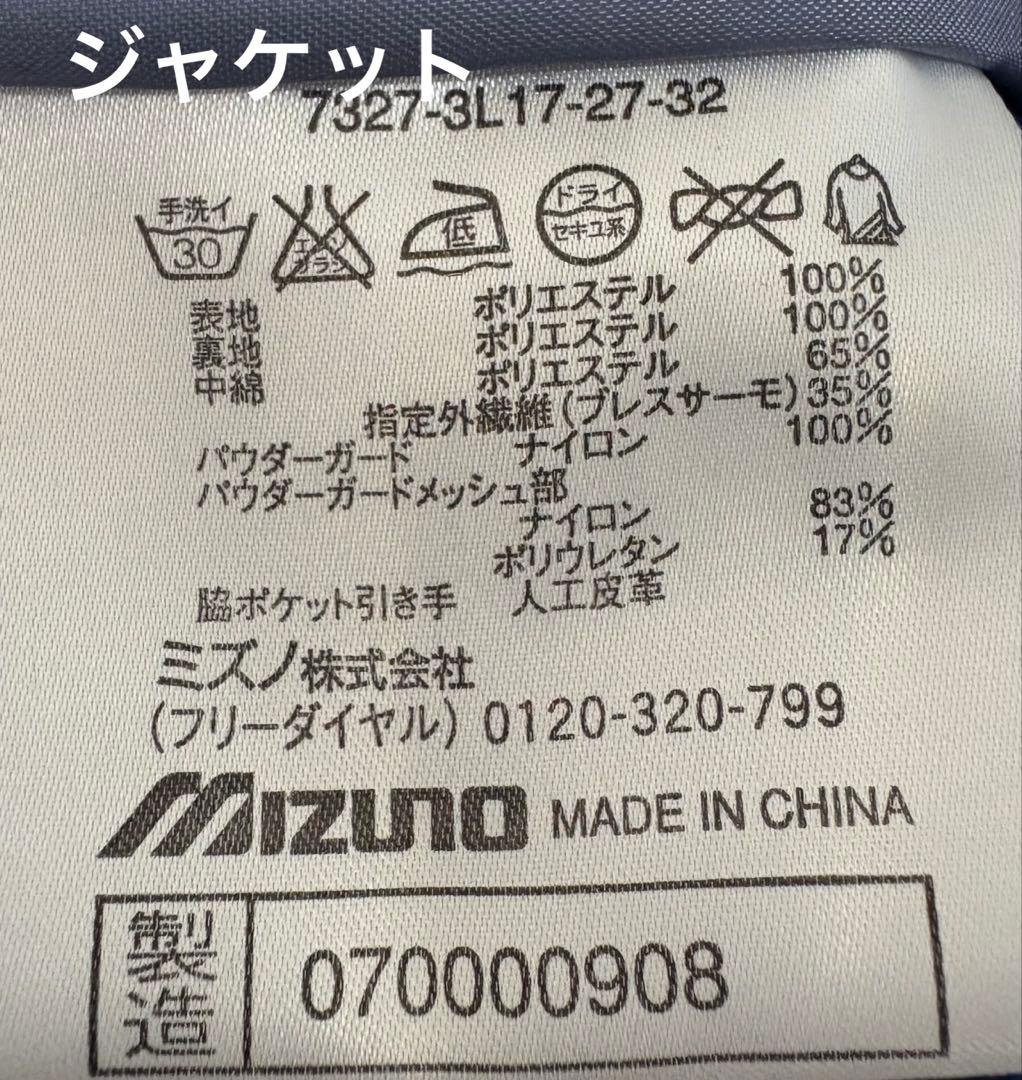 ジャケット
7327-3L17-27-32
手洗イ
30
エンソ
サラシ
低
ドライ
セキユ系
表地 ポリエステル 100%
裏地 ポリエステル 100%
中綿 ポリエステル 65%
指定外繊維(ブレスサーモ) 35%
パウダーガード ナイロン 100%
パウダーガードメッシュ部
ナイロン 83%
ポリウレタン 17%
脇ポケット引き手 人工皮革
ミズノ株式会社
(フリーダイヤル) 0120-320-799
MIZUNO MADE IN CHINA
製造 070000908